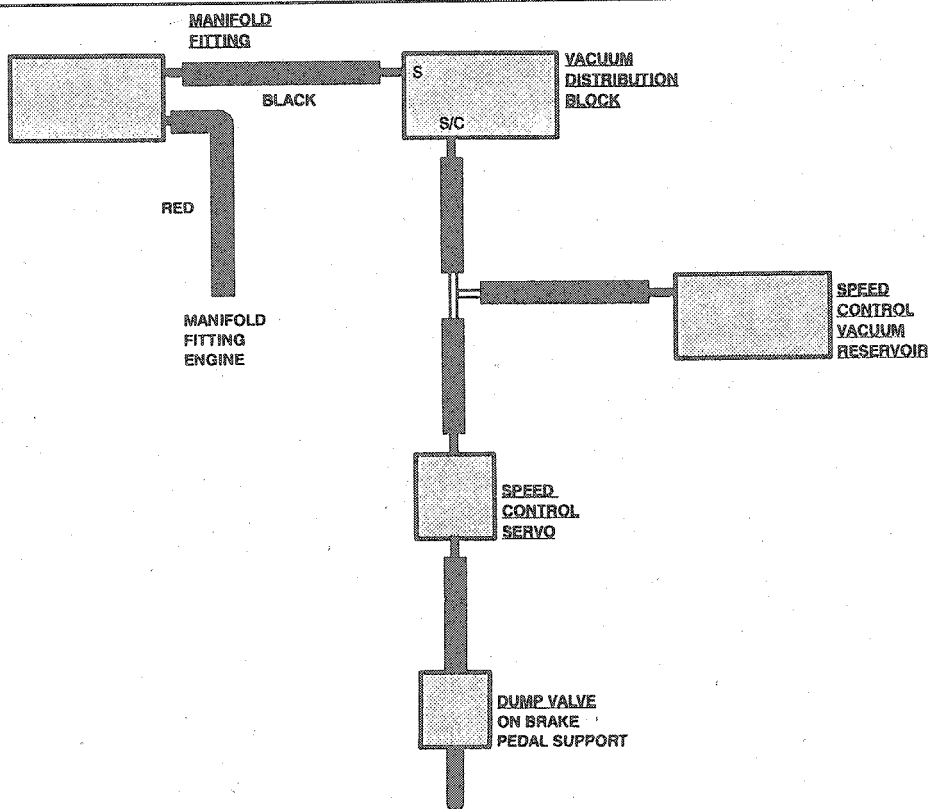 MANIFOLD
FITTING
BLACK
S
S/C
VACUUM
DISTRIBUTION
BLOCK
RED
MANIFOLD
FITTING
ENGINE
SPEED
CONTROL
VACUUM
RESERVOIR
SPEED
CONTROL
SERVO
DUMP VALVE
ON BRAKE
PEDAL SUPPORT